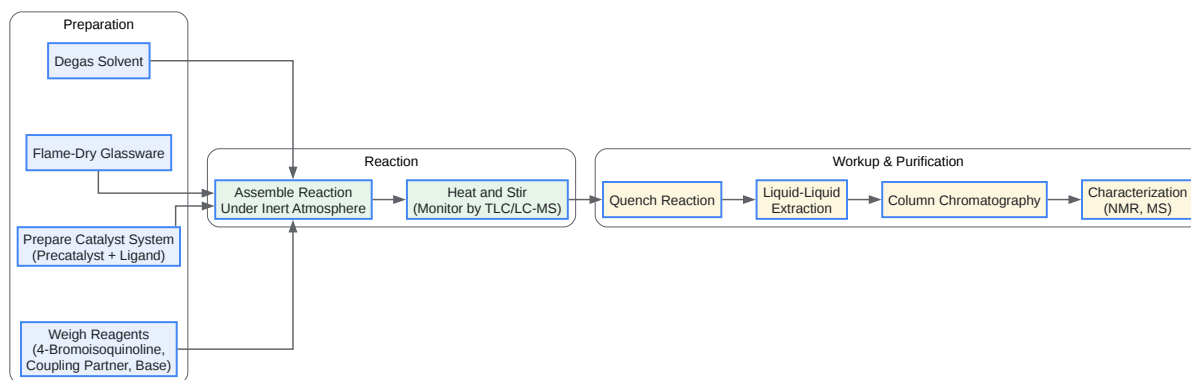 Preparation
Degas Solvent
Flame-Dry Glassware
Prepare Catalyst System
(Precatalyst + Ligand)
Weigh Reagents
(4-Bromoisoquinoline,
Coupling Partner, Base)
Reaction
Assemble Reaction
Under Inert Atmosphere
Heat and Stir
(Monitor by TLC/LC-MS)
Workup & Purification
Quench Reaction
Liquid-Liquid
Extraction
Column Chromatography
Characterization
(NMR, MS)